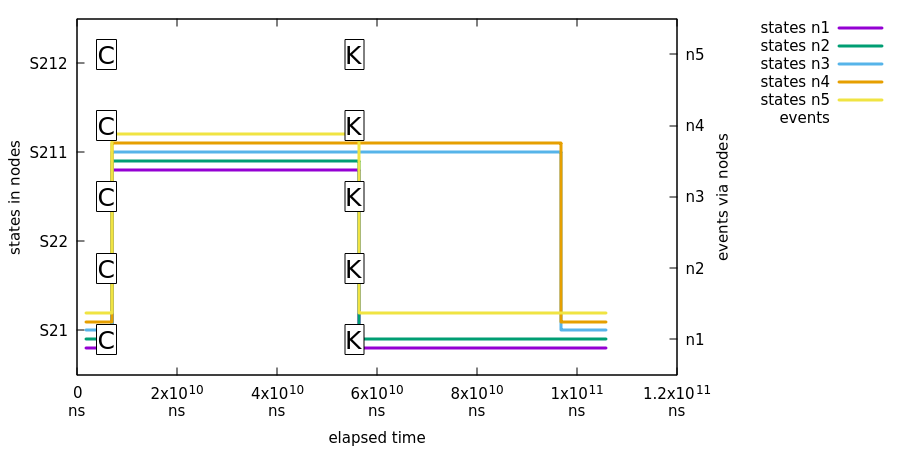 states n1
states n2
states n3
states n4
states n5
events
C K n5
S212
C K n4
S211
C K n3
S22
C K n2
S21
C K n1
states in nodes
events via nodes
0 2x10^10 4x10^10 6x10^10 8x10^10 1x10^11 1.2x10^11
ns ns ns ns ns ns ns
elapsed time